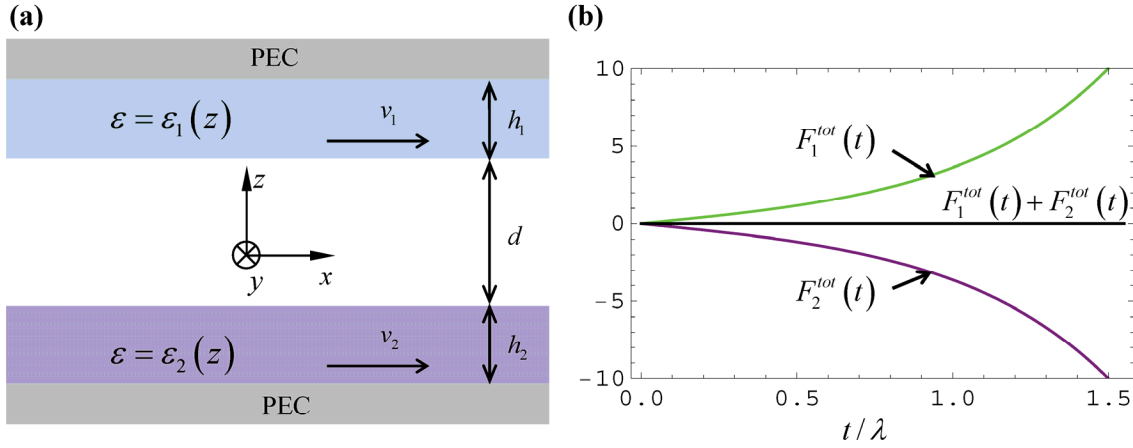 (a)
PEC
ε = ε₁(z)
v₁
h₁
z
d
y
x
ε = ε₂(z)
v₂
h₂
PEC
(b)
10
5
0
-5
-10
F₁ᵗᵒᵗ(t)
F₁ᵗᵒᵗ(t) + F₂ᵗᵒᵗ(t)
F₂ᵗᵒᵗ(t)
0.0 0.5 1.0 1.5
t / λ